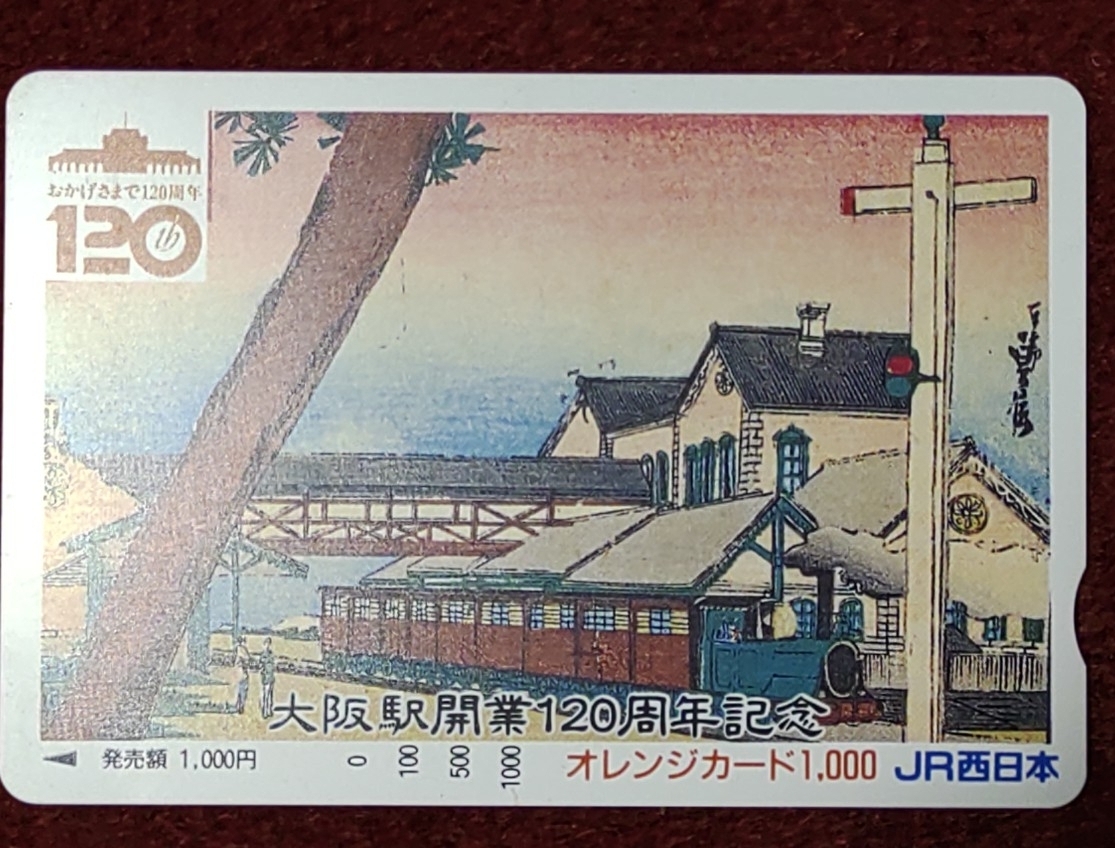 おかげさまで120周年
120th
大阪駅開業120周年記念
発売額 1,000円
0
100
500
1000
オレンジカード1,000
JR西日本